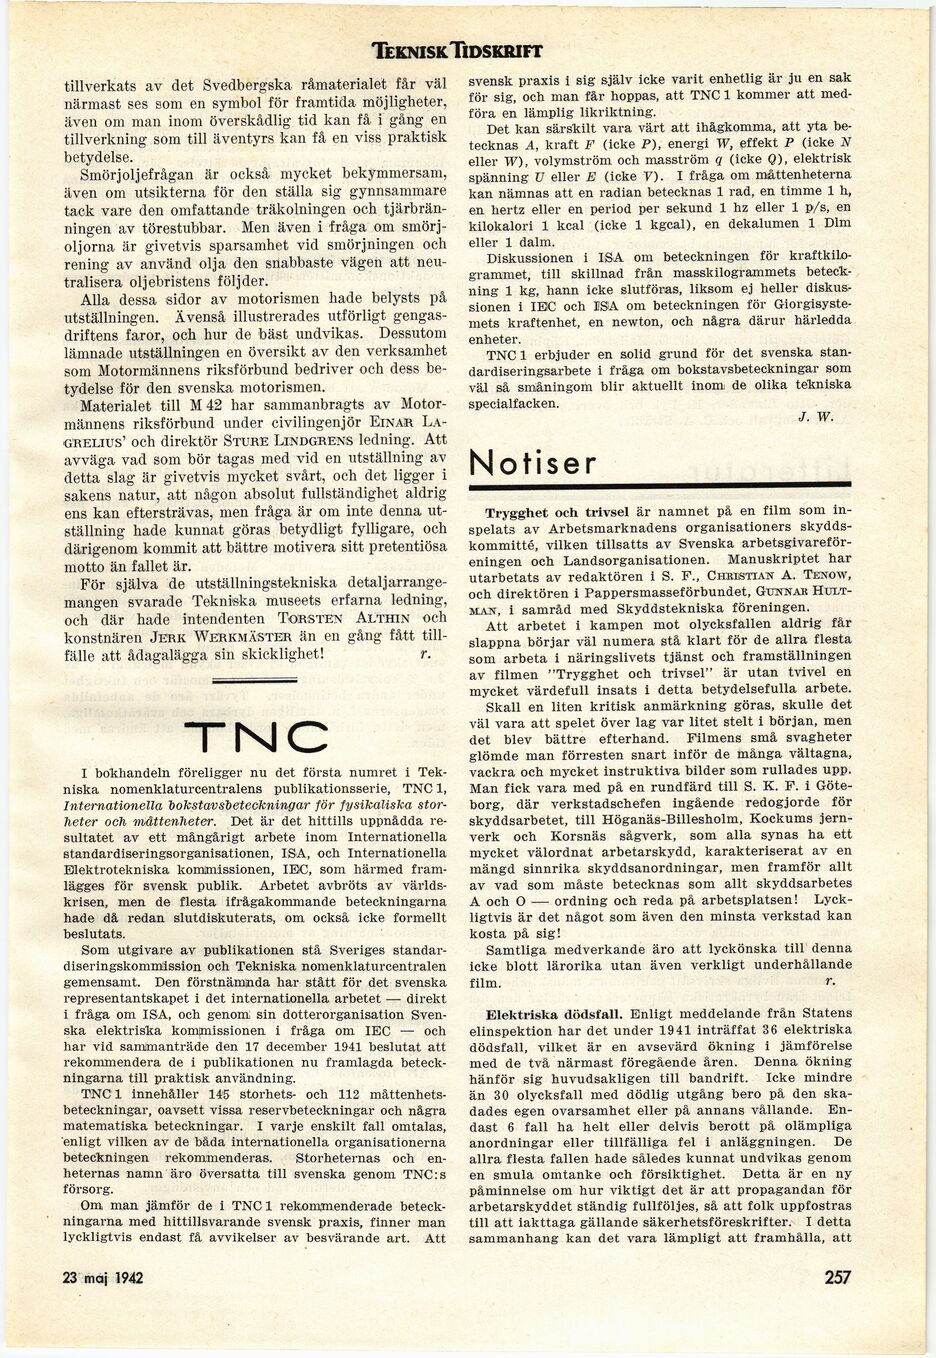 TEKNISK TIDSKRIFT
tillverkats av det Svedbergska råmaterialet får väl
närmast ses som en symbol för framtida möjligheter,
även om man inom överskådlig tid kan få i gång en
tillverkning som till äventyrs kan få en viss praktisk
betydelse.
Smörjoljefrågan är också mycket bekymmersam,
även om utsikterna för den ställa sig gynnsammare
tack vare den omfattande träkolningen och tjärbrän-
ningen av törestubbar. Men även i fråga om smörj-
oljorna är givetvis sparsamhet vid smörjningen och
rening av använd olja den snabbaste vägen att neu-
tralisera oljebristens följder.
Alla dessa sidor av motorismen hade belysts på
utställningen. Ävenså illustrerades utförligt gengas-
driftens faror, och hur de bäst undvikas. Dessutom
lämnade utställningen en översikt av den verksamhet
som Motormännens riksförbund bedriver och dess be-
tydelse för den svenska motorismen.
Materialet till M 42 har sammanbragts av Motor-
männens riksförbund under civilingenjör EINAR LA-
GRELIUS' och direktör STURE LINDGRENS ledning. Att
avväga vad som bör tagas med vid en utställning av
detta slag är givetvis mycket svårt, och det ligger i
sakens natur, att någon absolut fullständighet aldrig
ens kan eftersträvas, men fråga är om inte denna ut-
ställning hade kunnat göras betydligt fylligare, och
därigenom kommit att bättre motivera sitt pretentiösa
motto än fallet är.
För själva de utställningstekniska detaljarrange-
mangen svarade Tekniska museets erfarna ledning,
och där hade intendenten TORSTEN ALTHIN och
konstnären JERK WERKMÄSTER än en gång fått till-
fälle att ådagalägga sin skicklighet! r.
TNC
I bokhandeln föreligger nu det första numret i Tek-
niska nomenklaturcentralens publikationsserie, TNC 1,
Internationella bokstavsbeteckningar för fysikaliska stor-
heter och måttenheter. Det är det hittills uppnådda re-
sultatet av ett mångårigt arbete inom Internationella
standardiseringsorganisationen, ISA, och Internationella
Elektrotekniska kommissionen, IEC, som härmed fram-
lägges för svensk publik. Arbetet avbröts av världs-
krisen, men de flesta ifrågakommande beteckningarna
hade då redan slutdiskuterats, om också icke formellt
beslutats.
Som utgivare av publikationen stå Sveriges standar-
diseringskommission och Tekniska nomenklaturcentralen
gemensamt. Den förstnämnda har stått för det svenska
representantskapet i det internationella arbetet — direkt
i fråga om ISA, och genom sin dotterorganisation Sven-
ska elektriska kommissionen i fråga om IEC — och
har vid sammanträde den 17 december 1941 beslutat att
rekommendera de i publikationen nu framlagda beteck-
ningarna till praktisk användning.
TNC 1 innehåller 145 storhets- och 112 måttenhets-
beteckningar, oavsett vissa reservbeteckningar och några
matematiska beteckningar. I varje enskilt fall omtalas,
enligt vilken av de båda internationella organisationerna
beteckningen rekommenderas. Storheternas och en-
heternas namn äro översatta till svenska genom TNC:s
försorg.
Om man jämför de i TNC 1 rekommenderade beteck-
ningarna med hittillsvarande svensk praxis, finner man
lyckligtvis endast få avvikelser av besvärande art. Att
svensk praxis i sig själv icke varit enhetlig är ju en sak
för sig, och man får hoppas, att TNC 1 kommer att med-
föra en lämplig likriktning.
Det kan särskilt vara värt att ihågkomma, att yta be-
tecknas A, kraft F (icke P), energi W, effekt P (icke N
eller W), volymström och masström q (icke Q), elektrisk
spänning U eller E (icke V). I fråga om måttenheterna
kan nämnas att en radian betecknas 1 rad, en timme 1 h,
en hertz eller en period per sekund 1 hz eller 1 p/s, en
kilokalori 1 kcal (icke 1 kgcal), en dekalumen 1 Dlm
eller 1 dalm.
Diskussionen i ISA om beteckningen för kraftkilo-
grammet, till skillnad från masskilogrammets beteck-
ning 1 kg, hann icke slutföras, liksom ej heller diskus-
sionen i IEC och ISA om beteckningen för Giorgisyste-
mets kraftenhet, en newton, och några därur härledda
enheter.
TNC 1 erbjuder en solid grund för det svenska stan-
dardiseringsarbete i fråga om bokstavsbeteckningar som
väl så småningom blir aktuellt inom de olika tekniska
specialfacken.
J. W.
Notiser
Trygghet och trivsel är namnet på en film som in-
spelats av Arbetsmarknadens organisationers skydds-
kommitté, vilken tillsatts av Svenska arbetsgivareför-
eningen och Landsorganisationen. Manuskriptet har
utarbetats av redaktören i S. F., CHRISTIAN A. TENOW,
och direktören i Pappersmasseförbundet, GUNNAR HULT-
MAN, i samråd med Skyddstekniska föreningen.
Att arbetet i kampen mot olycksfallen aldrig får
slappna börjar väl numera stå klart för de allra flesta
som arbeta i näringslivets tjänst och framställningen
av filmen "Trygghet och trivsel" är utan tvivel en
mycket värdefull insats i detta betydelsefulla arbete.
Skall en liten kritisk anmärkning göras, skulle det
väl vara att spelet över lag var litet stelt i början, men
det blev bättre efterhand. Filmens små svagheter
glömde man förresten snart inför de många vältagna,
vackra och mycket instruktiva bilder som rullades upp.
Man fick vara med på en rundfärd till S. K. F. i Göte-
borg, där verkstadschefen ingående redogjorde för
skyddsarbetet, till Höganäs-Billesholm, Kockums jern-
verk och Korsnäs sågverk, som alla synas ha ett
mycket välordnat arbetarskydd, karakteriserat av en
mängd sinnrika skyddsanordningar, men framför allt
av vad som måste betecknas som allt skyddsarbetes
A och O — ordning och reda på arbetsplatsen! Lyck-
ligtvis är det något som även den minsta verkstad kan
kosta på sig!
Samtliga medverkande äro att lyckönska till denna
icke blott lärorika utan även verkligt underhållande
film. r.
Elektriska dödsfall. Enligt meddelande från Statens
elinspektion har det under 1941 inträffat 36 elektriska
dödsfall, vilket är en avsevärd ökning i jämförelse
med de två närmast föregående åren. Denna ökning
hänför sig huvudsakligen till bandrift. Icke mindre
än 30 olycksfall med dödlig utgång bero på den ska-
dades egen ovarsamhet eller på annans vållande. En-
dast 6 fall ha helt eller delvis berott på olämpliga
anordningar eller tillfälliga fel i anläggningen. De
allra flesta fallen hade således kunnat undvikas genom
en smula omtanke och försiktighet. Detta är en ny
påminnelse om hur viktigt det är att propagandan för
arbetarskyddet ständig fullföljes, så att folk uppfostras
till att iakttaga gällande säkerhetsföreskrifter. I detta
sammanhang kan det vara lämpligt att framhålla, att
23 maj 1942
257